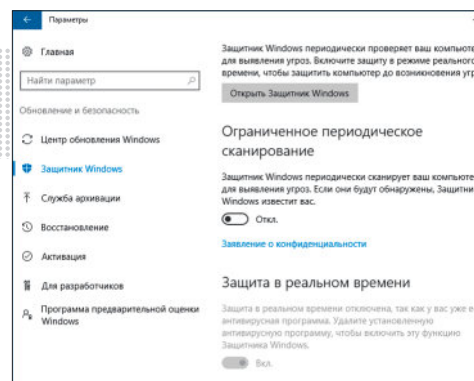 Параметры
Главная
Найти параметр
Обновление и безопасность
Центр обновления Windows
Защитник Windows
Служба архивации
Восстановление
Активация
Для разработчиков
Программа предварительной оценки
Windows
Защитник Windows периодически проверяет ваш компьюте
для выявления угроз. Включите защиту в режиме реального
времени, чтобы защитить компьютер до возникновения угр
Открыть Защитник Windows
Ограниченное периодическое
сканирование
Защитник Windows периодически сканирует ваш компьюте
для выявления угроз. Если они будут обнаружены, Защитни
Windows известит вас.
Откл.
Заявление о конфиденциальности
Защита в реальном времени
Защита в реальном времени отключена, так как у вас уже е
антивирусная программа. Удалите установленную
антивирусную программу, чтобы включить эту функцию
Защитника Windows.
Вкл.